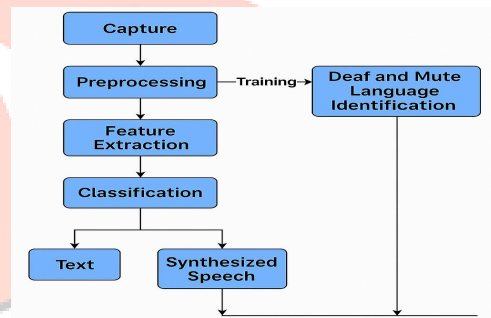 Capture
Preprocessing
Training
Deaf and Mute
Language
Identification
Feature
Extraction
Classification
Text
Synthesized
Speech